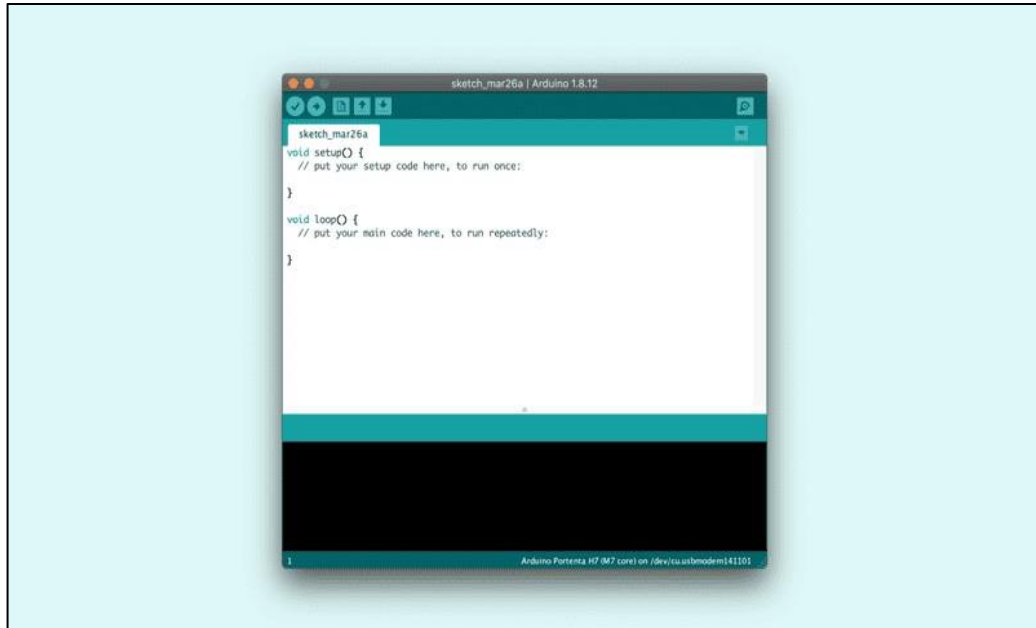 sketch_mar26a | Arduino 1.8.12
sketch_mar26a
void setup() {
  // put your setup code here, to run once:
}
void loop() {
  // put your main code here, to run repeatedly:
}
1
Arduino Portenta H7 (M7 core) on /dev/cu.usbmodem141101